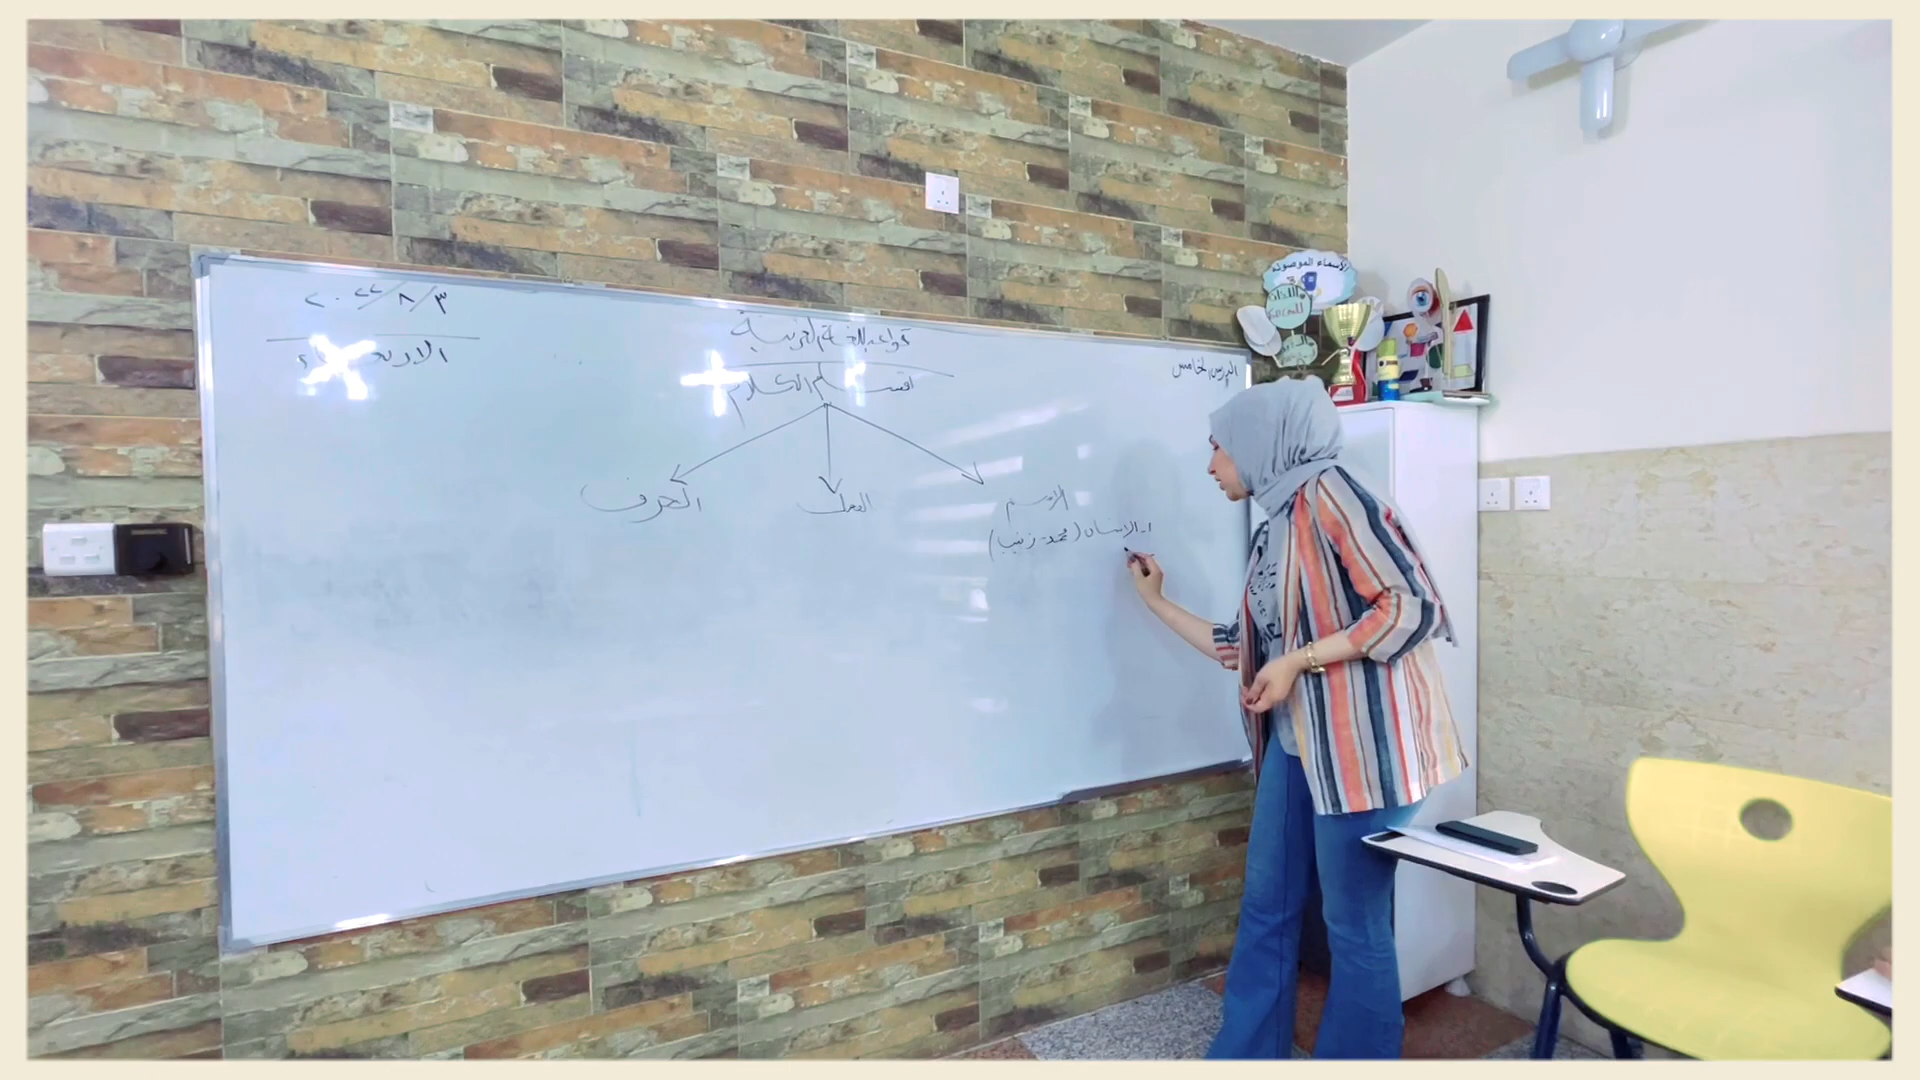 ٢٠٢٢/٨/٣
الاربعاء
قواعد اللغة العربية
اقسام الكلام
الدرس الخامس
الاسم
الفعل
الحرف
١- الانسان (محمد - زينب)
الأسماء الموصولة